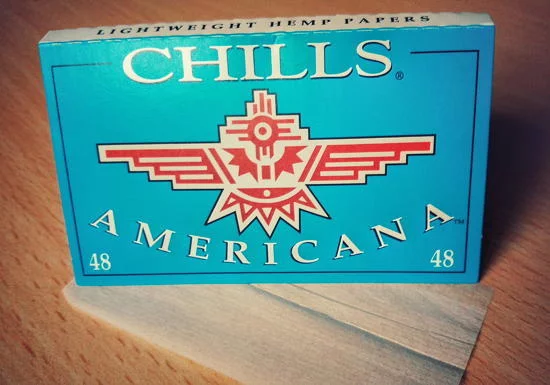 LIGHTWEIGHT HEMP PAPERS
CHILLS®
AMERICANA™
48 48